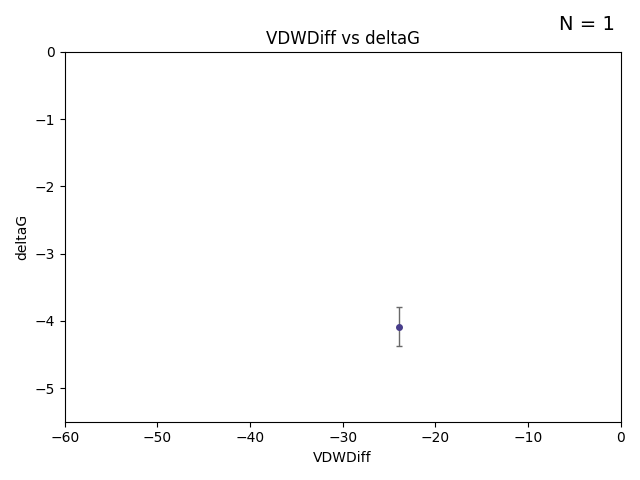 N = 1
VDWDiff vs deltaG
0
−1
−2
−3
−4
−5
deltaG
−60 −50 −40 −30 −20 −10 0
VDWDiff